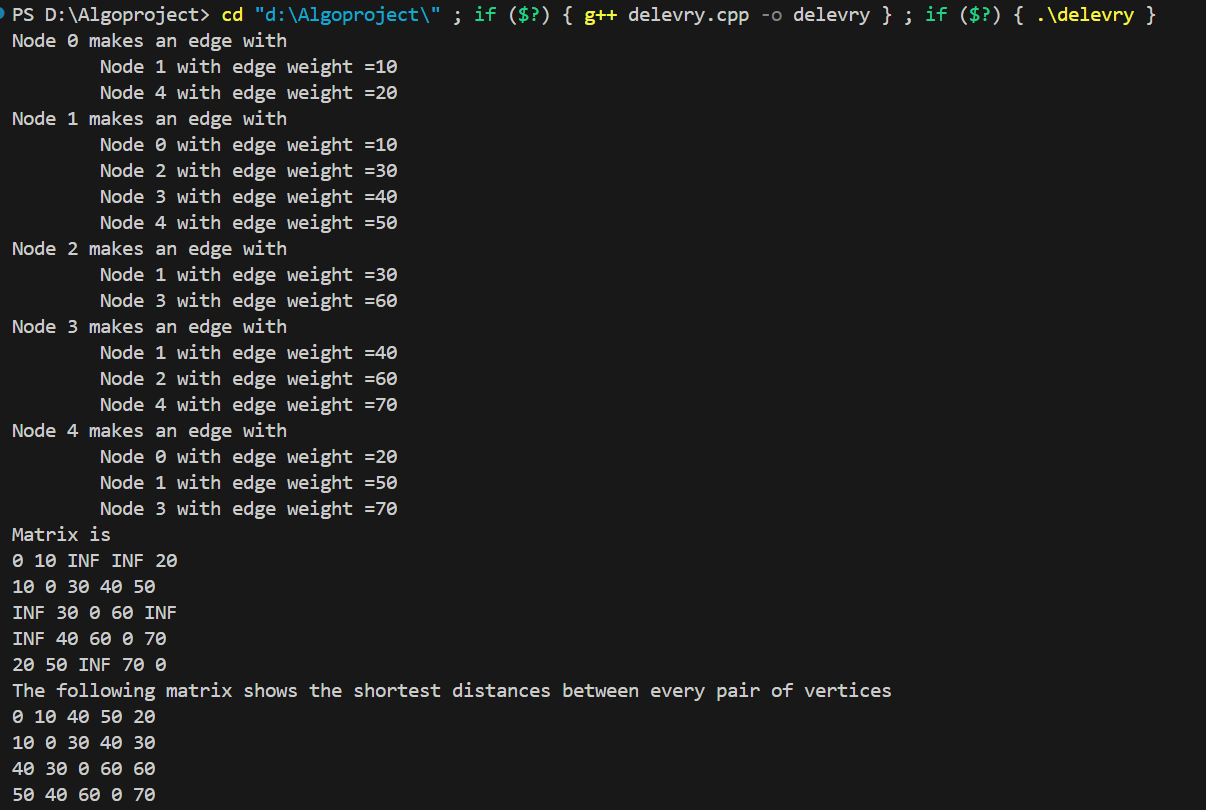 PS D:\Algoproject> cd "d:\Algoproject\" ; if ($?) { g++ delevry.cpp -o delevry } ; if ($?) { .\delevry }
Node 0 makes an edge with
        Node 1 with edge weight =10
        Node 4 with edge weight =20
Node 1 makes an edge with
        Node 0 with edge weight =10
        Node 2 with edge weight =30
        Node 3 with edge weight =40
        Node 4 with edge weight =50
Node 2 makes an edge with
        Node 1 with edge weight =30
        Node 3 with edge weight =60
Node 3 makes an edge with
        Node 1 with edge weight =40
        Node 2 with edge weight =60
        Node 4 with edge weight =70
Node 4 makes an edge with
        Node 0 with edge weight =20
        Node 1 with edge weight =50
        Node 3 with edge weight =70
Matrix is
0 10 INF INF 20
10 0 30 40 50
INF 30 0 60 INF
INF 40 60 0 70
20 50 INF 70 0
The following matrix shows the shortest distances between every pair of vertices
0 10 40 50 20
10 0 30 40 30
40 30 0 60 60
50 40 60 0 70